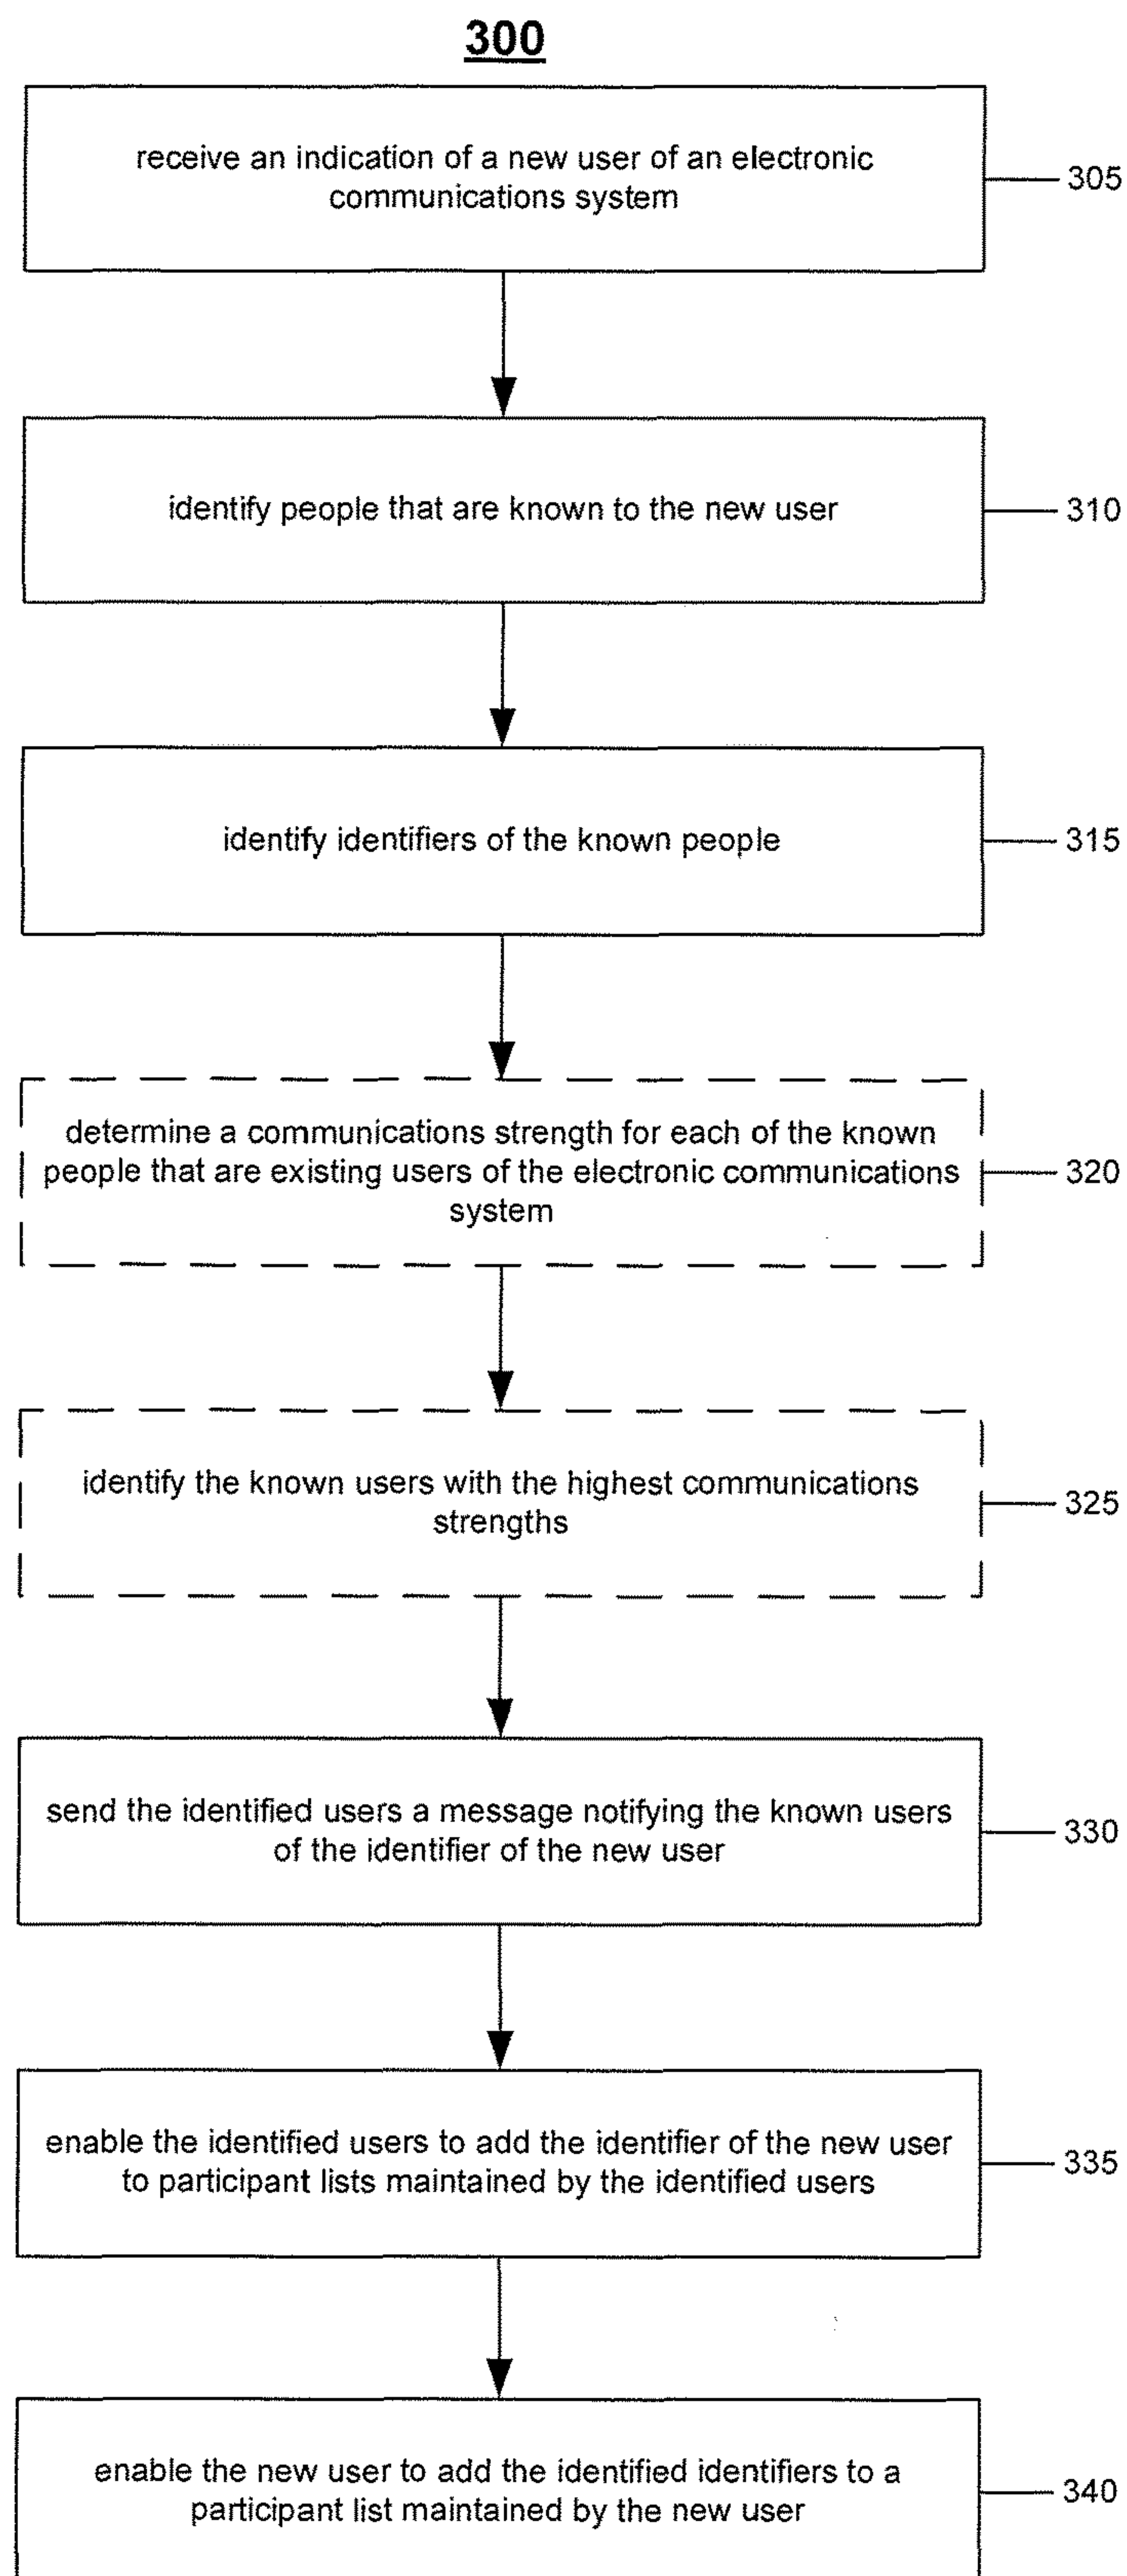 300
receive an indication of a new user of an electronic
communications system
305
identify people that are known to the new user
310
identify identifiers of the known people
315
determine a communications strength for each of the known
people that are existing users of the electronic communications
system
320
identify the known users with the highest communications
strengths
325
send the identified users a message notifying the known users
of the identifier of the new user
330
enable the identified users to add the identifier of the new user
to participant lists maintained by the identified users
335
enable the new user to add the identified identifiers to a
participant list maintained by the new user
340